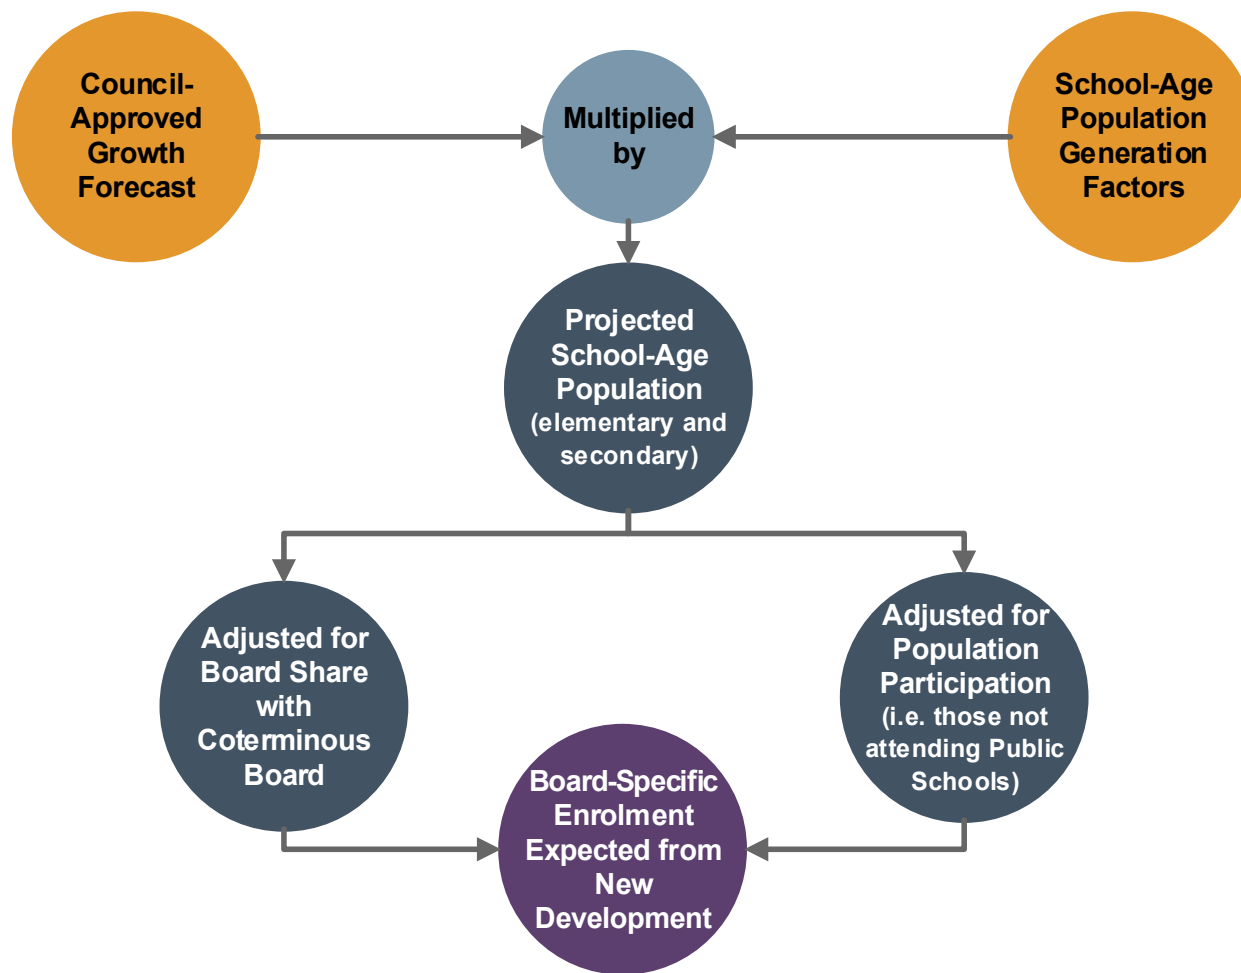 Council-
Approved
Growth
Forecast
Multiplied
by
School-Age
Population
Generation
Factors
Projected
School-Age
Population
(elementary and
secondary)
Adjusted for
Board Share
with
Coterminous
Board
Adjusted for
Population
Participation
(i.e. those not
attending Public
Schools)
Board-Specific
Enrolment
Expected from
New
Development